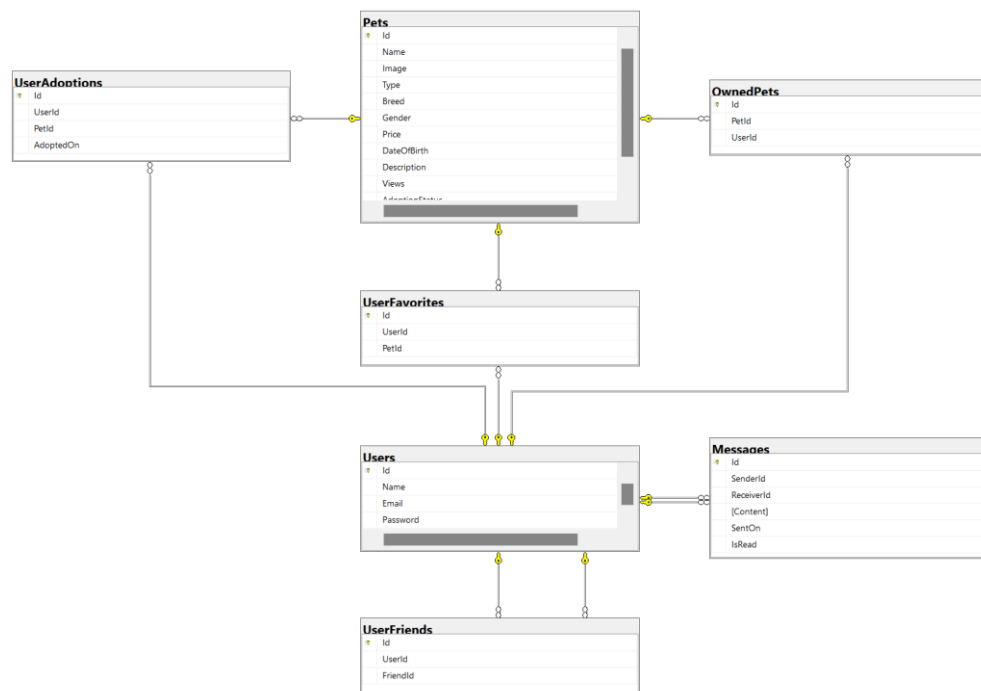 Pets
Id
Name
Image
Type
Breed
Gender
Price
DateOfBirth
Description
Views
AdoptingStatus
UserAdoptions
Id
UserId
PetId
AdoptedOn
OwnedPets
Id
PetId
UserId
UserFavorites
Id
UserId
PetId
Users
Id
Name
Email
Password
Messages
Id
SenderId
ReceiverId
[Content]
SentOn
IsRead
UserFriends
Id
UserId
FriendId